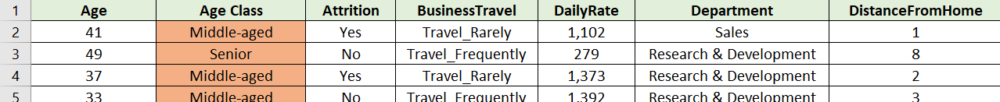 1 Age Age Class Attrition BusinessTravel DailyRate Department DistanceFromHome
2 41 Middle-aged Yes Travel_Rarely 1,102 Sales 1
3 49 Senior No Travel_Frequently 279 Research & Development 8
4 37 Middle-aged Yes Travel_Rarely 1,373 Research & Development 2
5 33 Middle-aged No Travel_Frequently 1,392 Research & Development 3